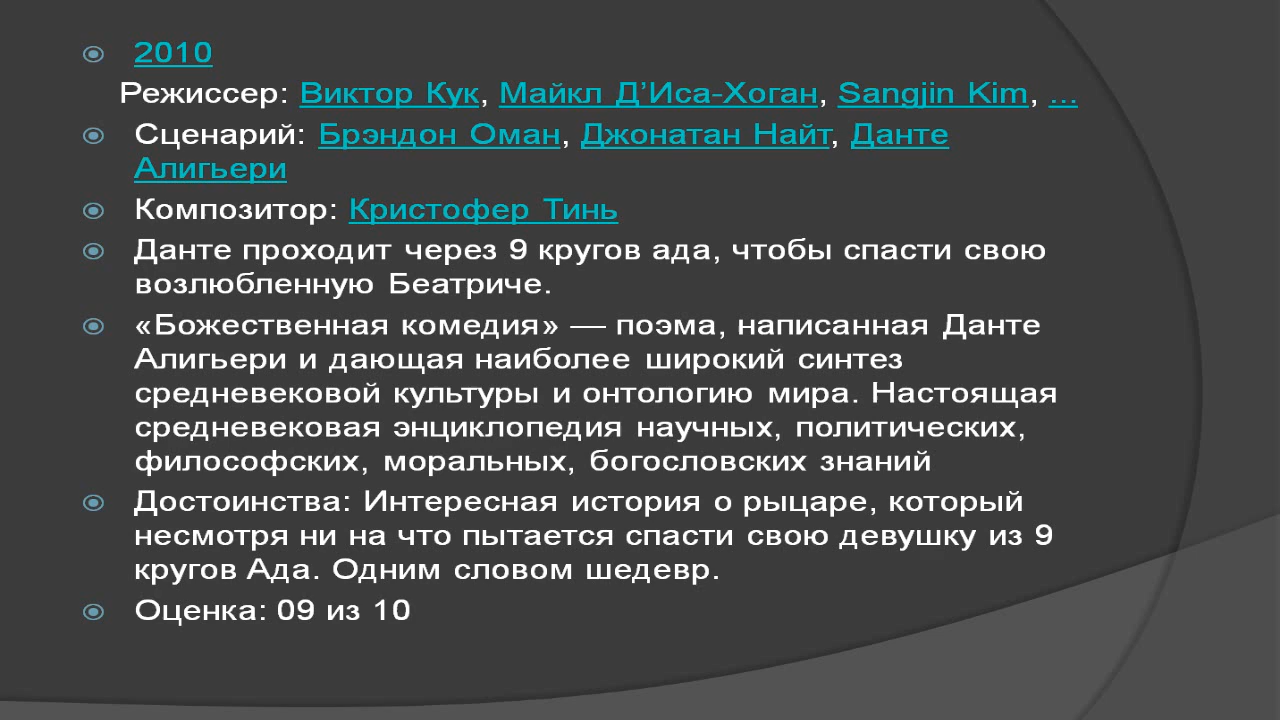 2010
Режиссер: Виктор Кук, Майкл Д’Иса-Хоган, Sangjin Kim, ...
Сценарий: Брэндон Оман, Джонатан Найт, Данте
Алигьери
Композитор: Кристофер Тинь
Данте проходит через 9 кругов ада, чтобы спасти свою
возлюбленную Беатриче.
«Божественная комедия» — поэма, написанная Данте
Алигьери и дающая наиболее широкий синтез
средневековой культуры и онтологию мира. Настоящая
средневековая энциклопедия научных, политических,
философских, моральных, богословских знаний
Достоинства: Интересная история о рыцаре, который
несмотря ни на что пытается спасти свою девушку из 9
кругов Ада. Одним словом шедевр.
Оценка: 09 из 10